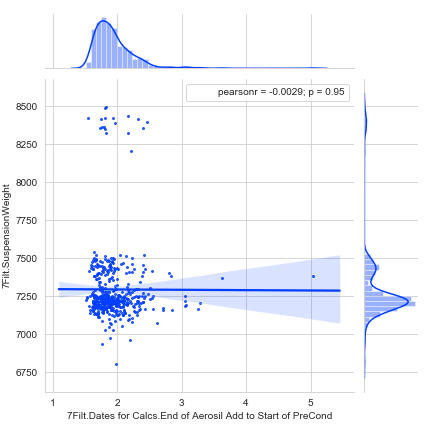 pearsonr = -0.0029; p = 0.95
8500
8250
8000
7750
7500
7250
7000
6750
7Filt.SuspensionWeight
1 2 3 4 5
7Filt.Dates for Calcs.End of Aerosil Add to Start of PreCond